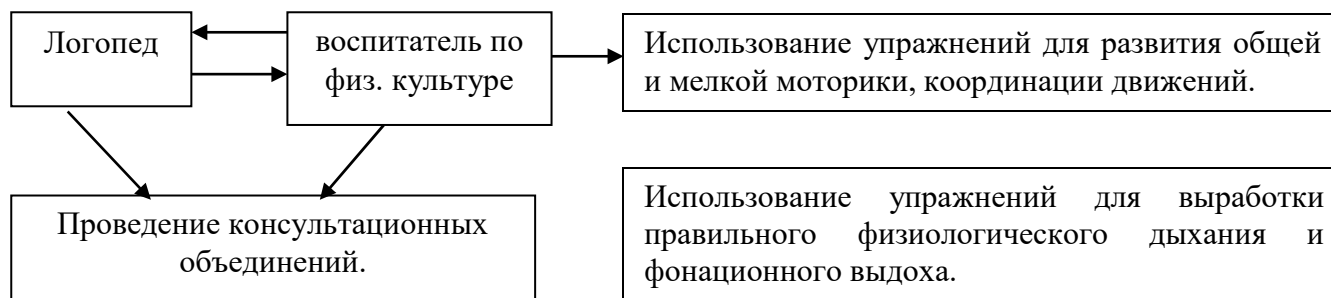 Логопед
воспитатель по
физ. культуре
Использование упражнений для развития общей
и мелкой моторики, координации движений.
Проведение консультационных
объединений.
Использование упражнений для выработки
правильного физиологического дыхания и
фонационного выдоха.